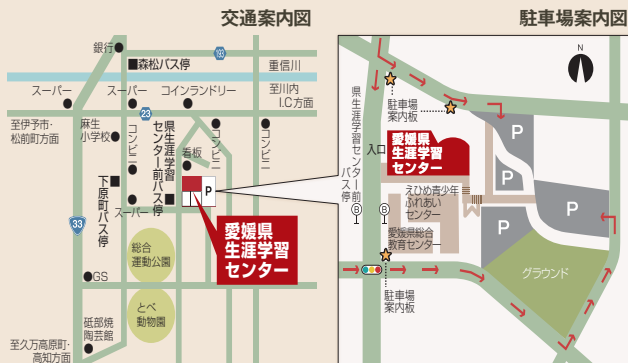 交通案内図
銀行
193
森松バス停
重信川
スーパー
スーパー
コインランドリー
至川内
I.C方面
23
至伊予市・
松前町方面
麻生
小学校
コンビニ
県生涯学習
センター前バス停
看板
コンビニ
コンビニ
下原町バス停
スーパー
P
33
愛媛県
生涯学習
センター
総合
運動公園
GS
とべ
動物園
砥部焼
陶芸館
至久万高原町・
高知方面
駐車場案内図
N
県生涯学習センター前
バス停
駐車場
案内板
入口
愛媛県
生涯学習
センター
P
P
P
P
えひめ青少年
ふれあい
センター
愛媛県総合
教育センター
グラウンド
駐車場
案内板